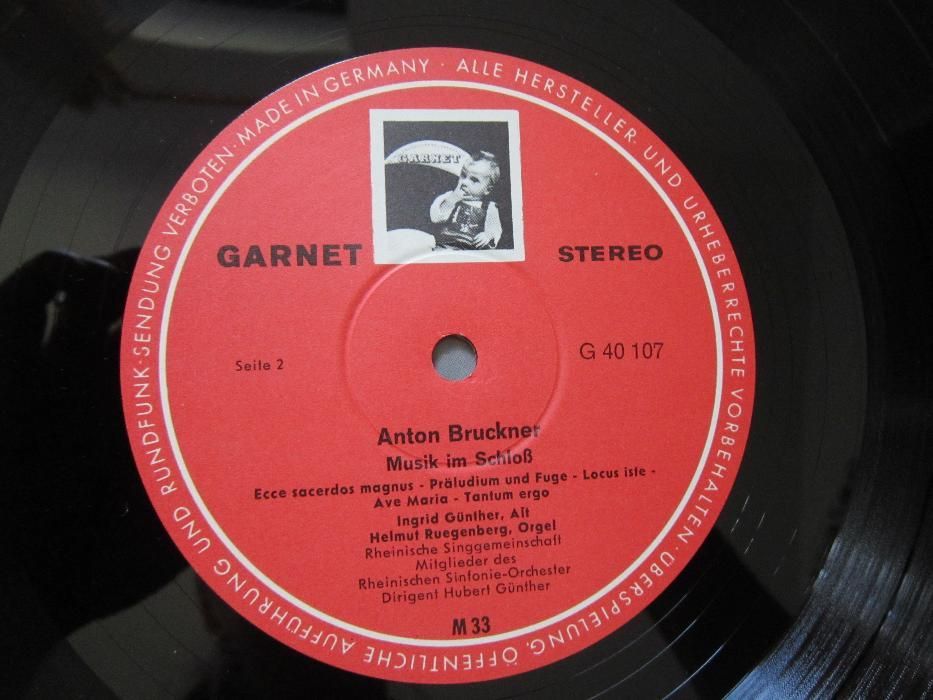 MADE IN GERMANY · ALLE HERSTELLER- UND URHEBERRECHTE VORBEHALTEN · ÜBERSPIELUNG, ÖFFENTLICHE AUFFÜHRUNG UND RUNDFUNK-SENDUNG VERBOTEN ·
GARNET
GARNET
STEREO
Seite 2
G 40 107
Anton Bruckner
Musik im Schloß
Ecce sacerdos magnus - Präludium und Fuge - Locus iste -
Ave Maria - Tantum ergo
Ingrid Günther, Alt
Helmut Ruegenberg, Orgel
Rheinische Singgemeinschaft
Mitglieder des
Rheinischen Sinfonie-Orchester
Dirigent Hubert Günther
M 33